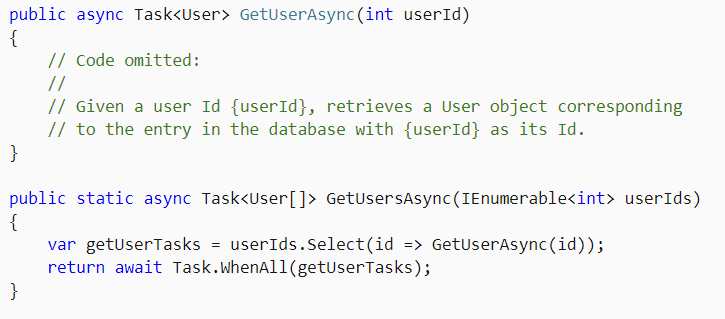 public async Task<User> GetUserAsync(int userId)
{
    // Code omitted:
    //
    // Given a user Id {userId}, retrieves a User object corresponding
    // to the entry in the database with {userId} as its Id.
}

public static async Task<User[]> GetUsersAsync(IEnumerable<int> userIds)
{
    var getUserTasks = userIds.Select(id => GetUserAsync(id));
    return await Task.WhenAll(getUserTasks);
}